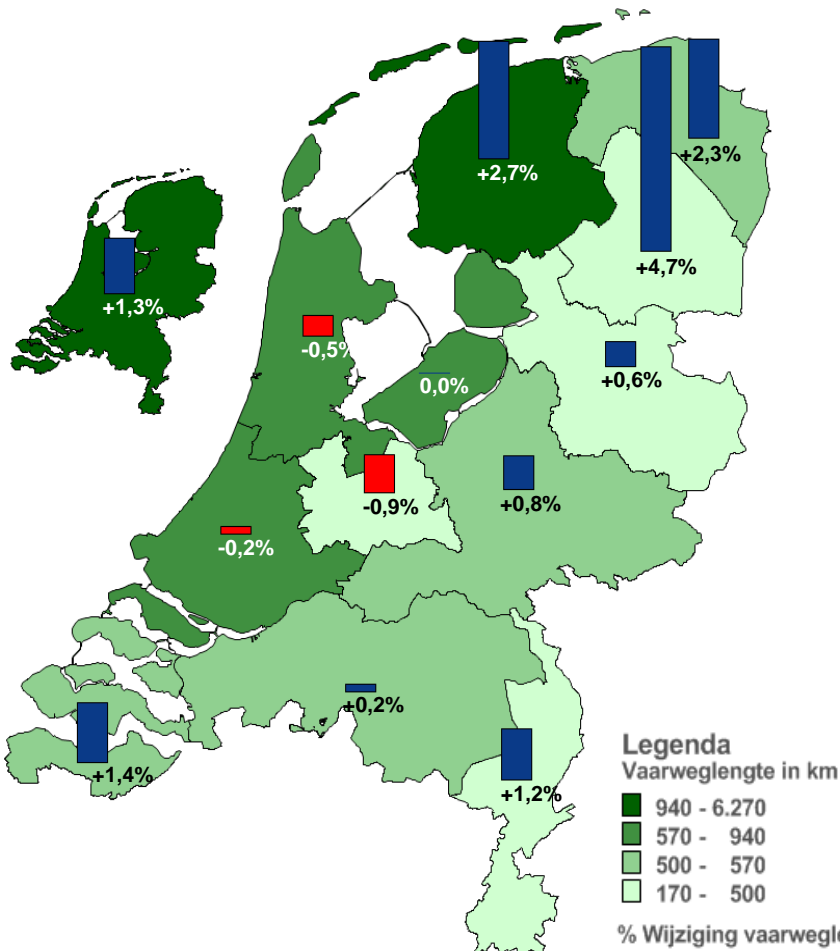 +2,7%
+2,3%
+4,7%
+1,3%
-0,5%
0,0%
+0,6%
-0,9%
+0,8%
-0,2%
+0,2%
+1,4%
+1,2%
Legenda
Vaarweglengte in km
940 - 6.270
570 - 940
500 - 570
170 - 500
% Wijziging vaarwegle